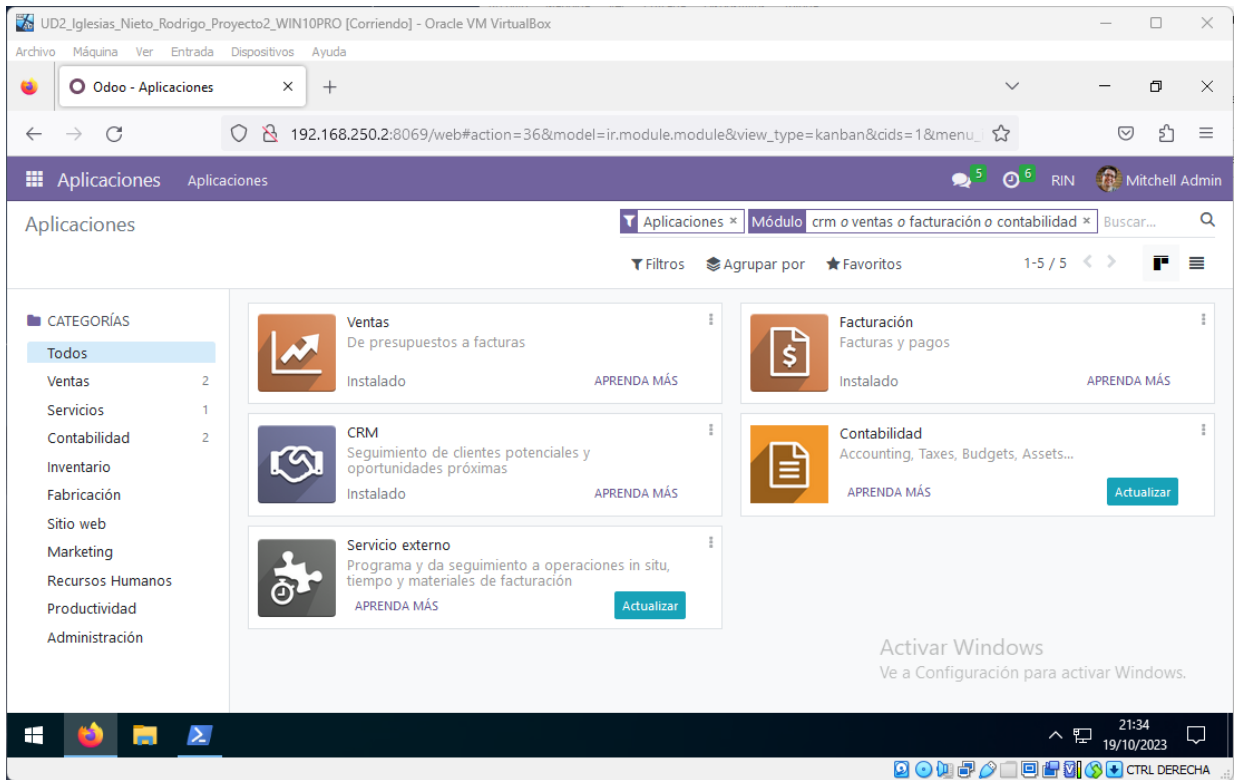 UD2_Iglesias_Nieto_Rodrigo_Proyecto2_WIN10PRO [Corriendo] - Oracle VM VirtualBox
Archivo Máquina Ver Entrada Dispositivos Ayuda
Odoo - Aplicaciones
192.168.250.2:8069/web#action=36&model=ir.module.module&view_type=kanban&cids=1&menu_
Aplicaciones Aplicaciones 5 6 RIN Mitchell Admin
Aplicaciones
Aplicaciones × Módulo crm o ventas o facturación o contabilidad × Buscar...
Filtros Agrupar por Favoritos 1-5 / 5
CATEGORÍAS
Todos
Ventas 2
Servicios 1
Contabilidad 2
Inventario
Fabricación
Sitio web
Marketing
Recursos Humanos
Productividad
Administración
Ventas
De presupuestos a facturas
Instalado APRENDA MÁS
Facturación
Facturas y pagos
Instalado APRENDA MÁS
CRM
Seguimiento de clientes potenciales y
oportunidades próximas
Instalado APRENDA MÁS
Contabilidad
Accounting, Taxes, Budgets, Assets...
APRENDA MÁS Actualizar
Servicio externo
Programa y da seguimiento a operaciones in situ,
tiempo y materiales de facturación
APRENDA MÁS Actualizar
Activar Windows
Ve a Configuración para activar Windows.
21:34
19/10/2023
CTRL DERECHA